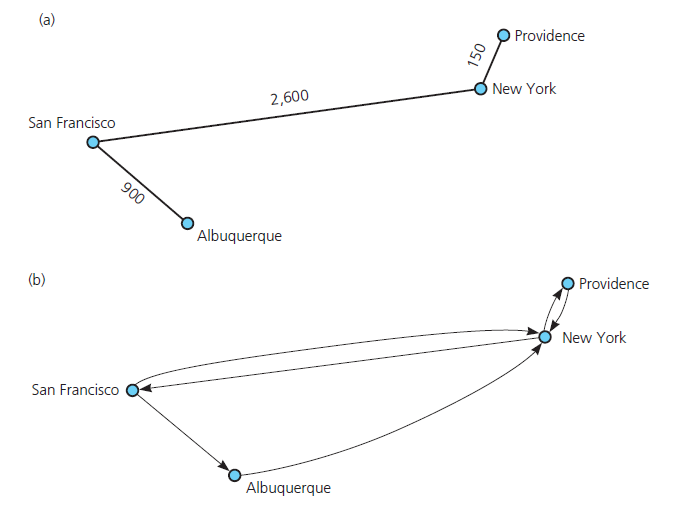 (a)
Providence
150
New York
2,600
San Francisco
900
Albuquerque
(b)
Providence
New York
San Francisco
Albuquerque